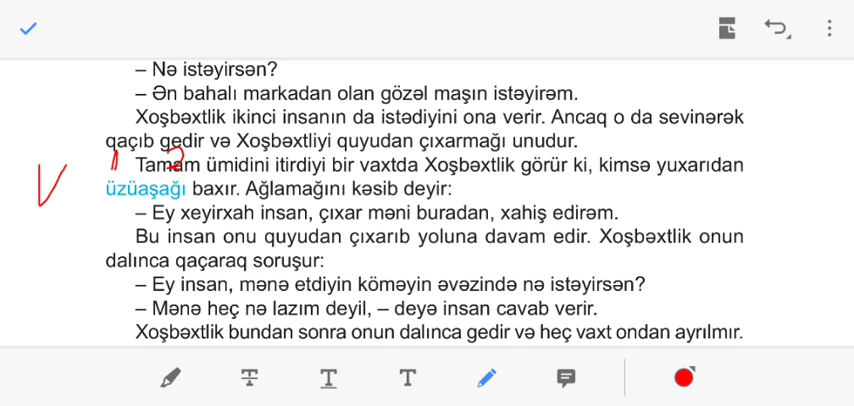 – Nə istəyirsən?
– Ən bahalı markadan olan gözəl maşın istəyirəm.
Xoşbəxtlik ikinci insanın da istədiyini ona verir. Ancaq o da sevinərək
qaçıb gedir və Xoşbəxtliyi quyudan çıxarmağı unudur.
1 2
V
Tamam ümidini itirdiyi bir vaxtda Xoşbəxtlik görür ki, kimsə yuxarıdan
üzüaşağı baxır. Ağlamağını kəsib deyir:
– Ey xeyirxah insan, çıxar məni buradan, xahiş edirəm.
Bu insan onu quyudan çıxarıb yoluna davam edir. Xoşbəxtlik onun
dalınca qaçaraq soruşur:
– Ey insan, mənə etdiyin köməyin əvəzində nə istəyirsən?
– Mənə heç nə lazım deyil, – deyə insan cavab verir.
Xoşbəxtlik bundan sonra onun dalınca gedir və heç vaxt ondan ayrılmır.
T T T